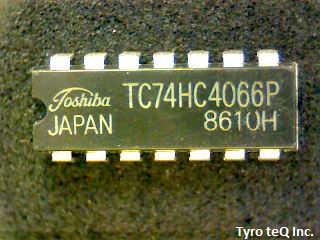 Toshiba TC74HC4066P
JAPAN 8610H
Tyro teQ Inc.